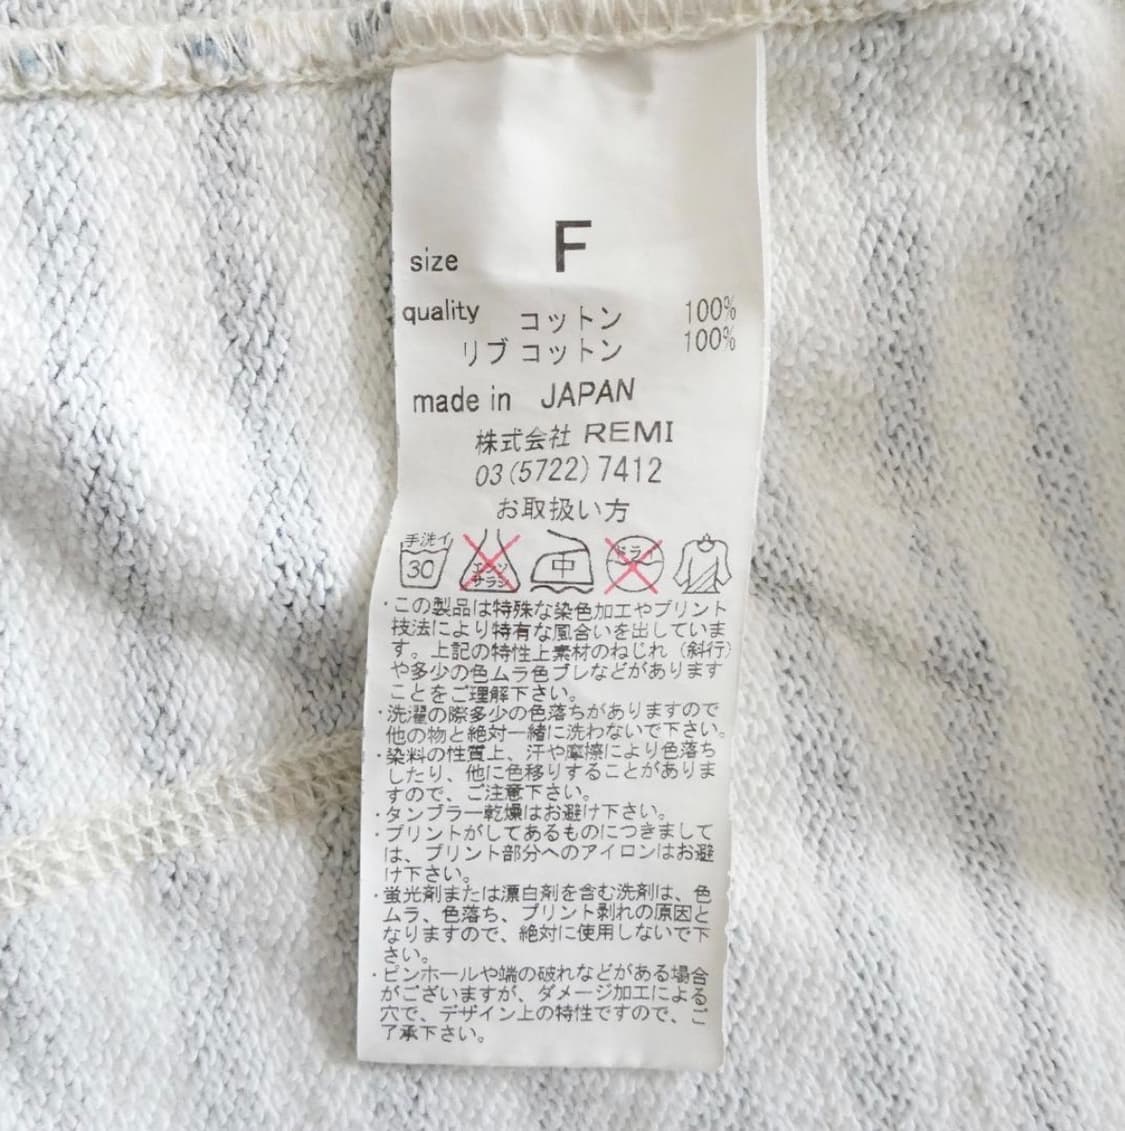 size F
quality コットン 100%
リブ コットン 100%
made in JAPAN
株式会社 REMI
03(5722)7412
お取扱い方
手洗イ
30
エンソ
サラシ
中
ドライ
・この製品は特殊な染色加工やプリント
技法により特有な風合いを出していま
す。上記の特性上素材のねじれ（斜行）
や多少の色ムラ色ブレなどがあります
ことをご理解下さい。
・洗濯の際多少の色落ちがありますので
他の物と絶対一緒に洗わないで下さい。
・染料の性質上、汗や摩擦により色落ち
したり、他に色移りすることがありま
すので、ご注意下さい。
・タンブラー乾燥はお避け下さい。
・プリントがしてあるものにつきまして
は、プリント部分へのアイロンはお避
け下さい。
・蛍光剤または漂白剤を含む洗剤は、色
ムラ、色落ち、プリント剥れの原因と
なりますので、絶対に使用しないで下
さい。
・ピンホールや端の破れなどがある場合
がございますが、ダメージ加工による
穴で、デザイン上の特性ですので、ご
了承下さい。